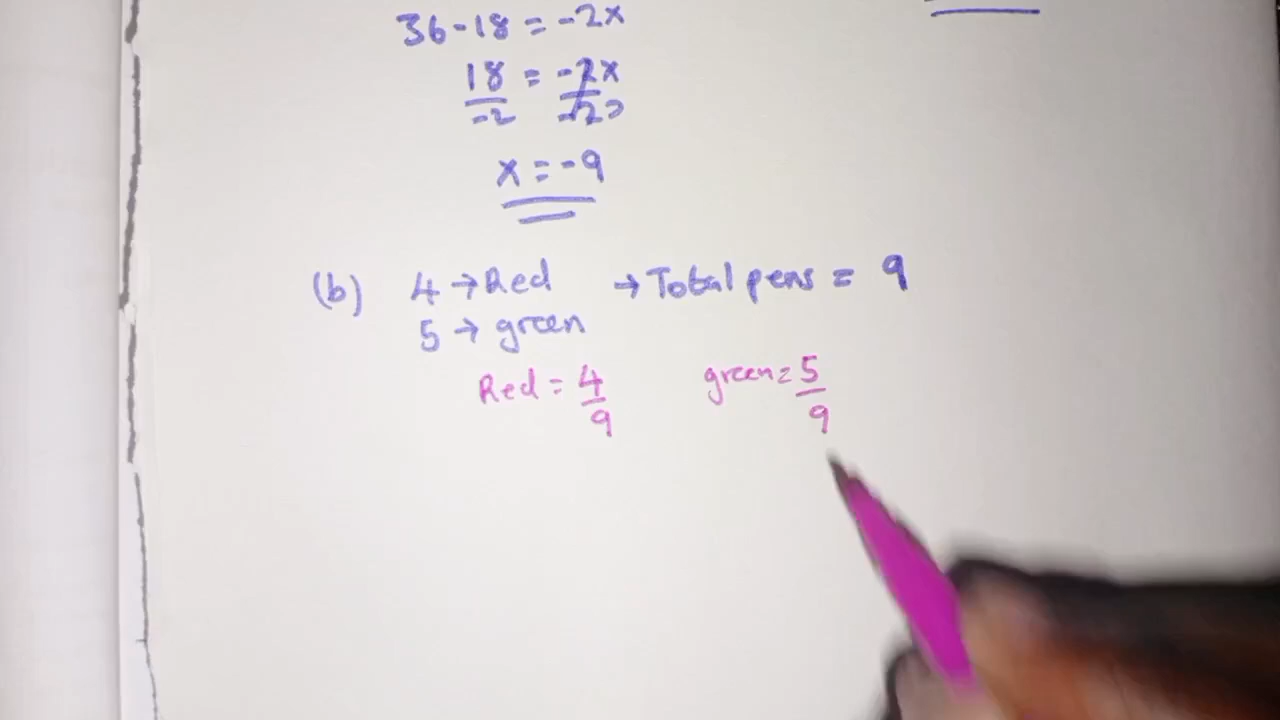 36-18 = -2x
18/-2 = -2x/-2
x = -9
(b) 4 → Red → Total pens = 9
5 → green
Red = 4/9 green = 5/9